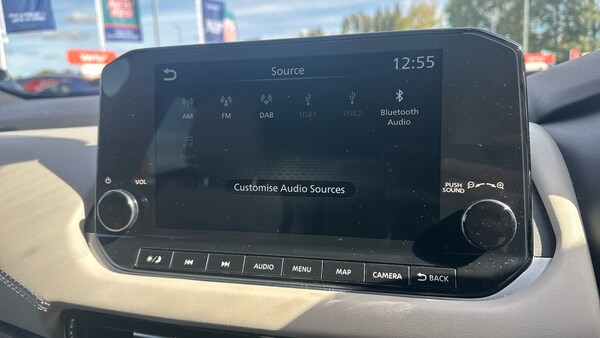 Source
12:55
AM
FM
DAB
USB1
USB2
Bluetooth
Audio
Customise Audio Sources
VOL
PUSH
SOUND
AUDIO
MENU
MAP
CAMERA
BACK